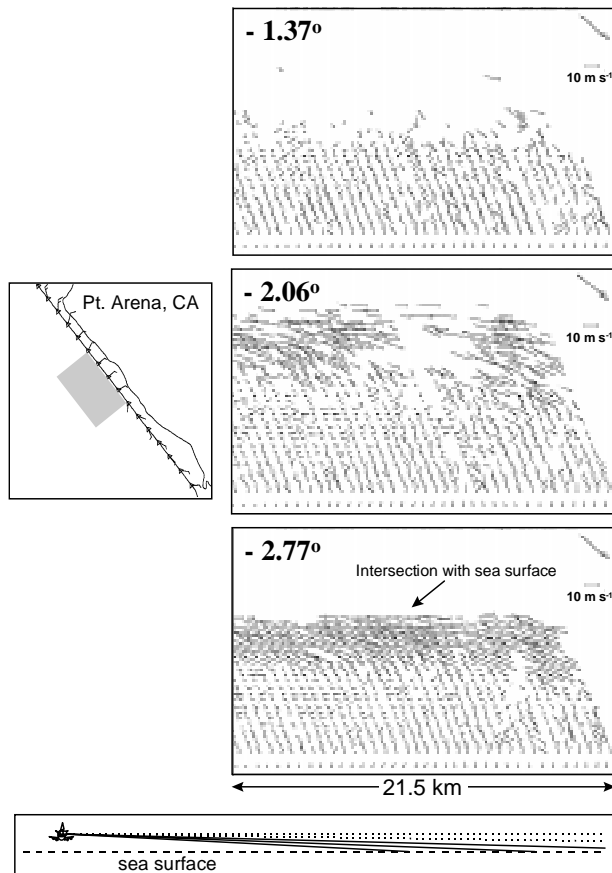 - 1.37º
10 m s-1
Pt. Arena, CA
- 2.06º
10 m s-1
- 2.77º
Intersection with sea surface
10 m s-1
21.5 km
sea surface